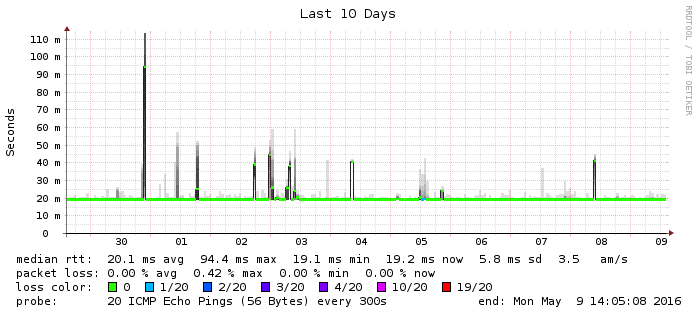 Last 10 Days
RRDTOOL / TOBI OETIKER
Seconds
110 m
100 m
90 m
80 m
70 m
60 m
50 m
40 m
30 m
20 m
10 m
0
30 01 02 03 04 05 06 07 08 09
median rtt: 20.1 ms avg 94.4 ms max 19.1 ms min 19.2 ms now 5.8 ms sd 3.5 am/s
packet loss: 0.00 % avg 0.42 % max 0.00 % min 0.00 % now
loss color: 0 1/20 2/20 3/20 4/20 10/20 19/20
probe: 20 ICMP Echo Pings (56 Bytes) every 300s end: Mon May 9 14:05:08 2016